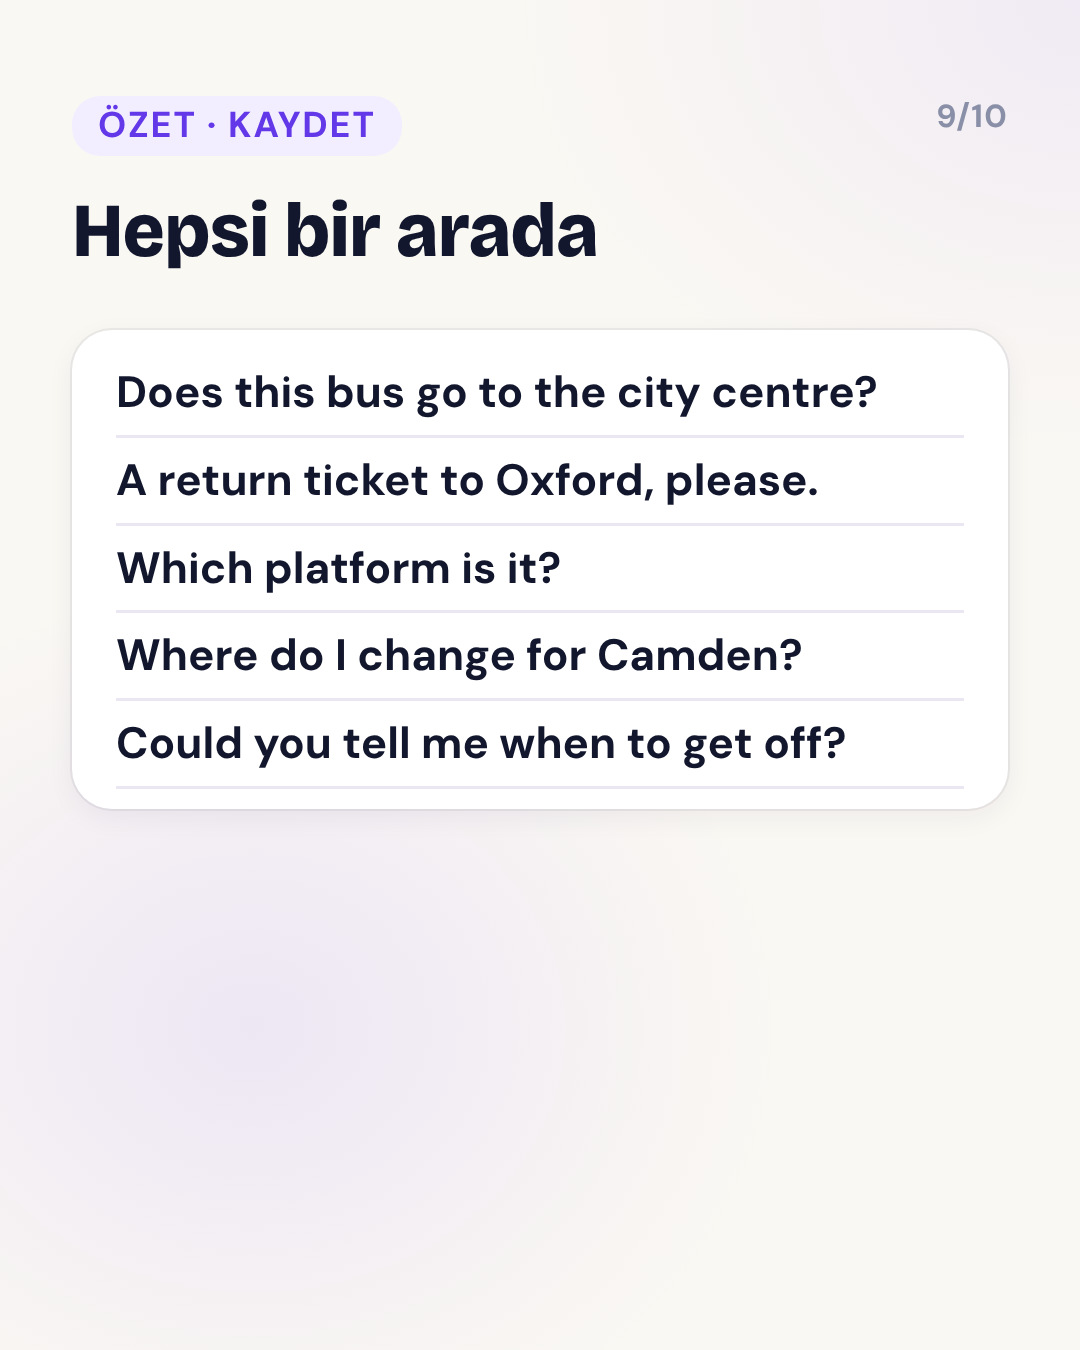 ÖZET · KAYDET
9/10
Hepsi bir arada
Does this bus go to the city centre?
A return ticket to Oxford, please.
Which platform is it?
Where do I change for Camden?
Could you tell me when to get off?